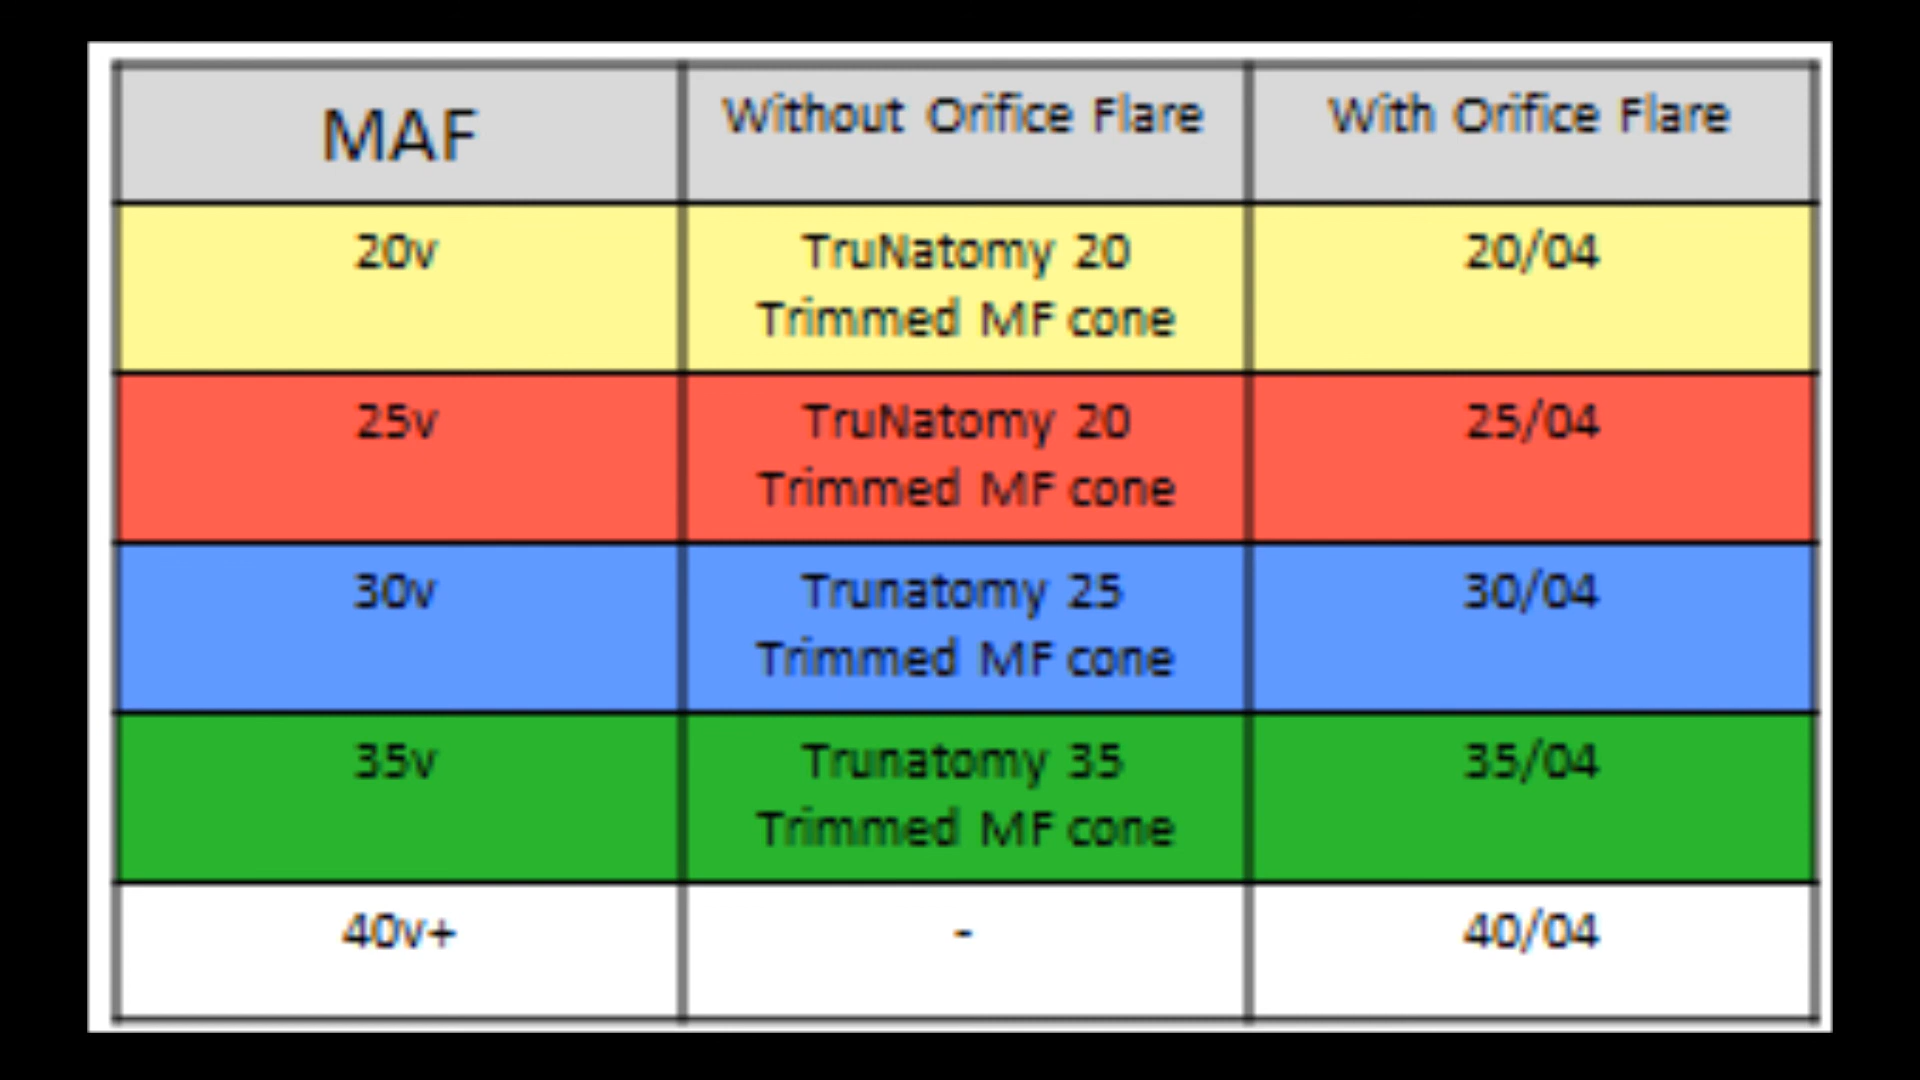 MAF
Without Orifice Flare
With Orifice Flare
20v
TruNatomy 20
Trimmed MF cone
20/04
25v
TruNatomy 20
Trimmed MF cone
25/04
30v
Trunatomy 25
Trimmed MF cone
30/04
35v
Trunatomy 35
Trimmed MF cone
35/04
40v+
-
40/04